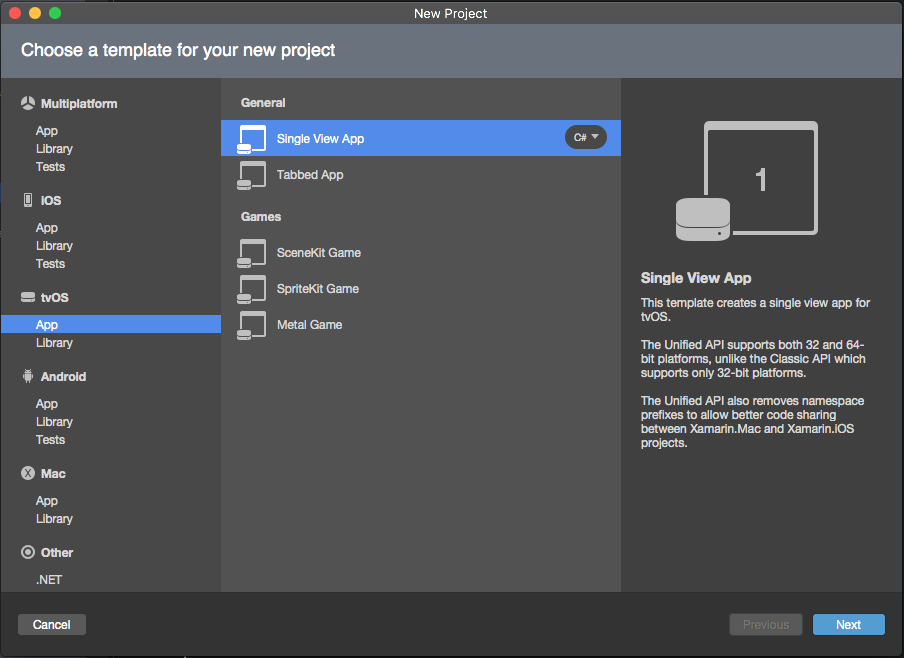 New Project
Choose a template for your new project
Multiplatform
App
Library
Tests
iOS
App
Library
Tests
tvOS
App
Library
Android
App
Library
Tests
Mac
App
Library
Other
.NET
General
Single View App
C#
Tabbed App
Games
SceneKit Game
SpriteKit Game
Metal Game
1
Single View App
This template creates a single view app for
tvOS.
The Unified API supports both 32 and 64-
bit platforms, unlike the Classic API which
supports only 32-bit platforms.
The Unified API also removes namespace
prefixes to allow better code sharing
between Xamarin.Mac and Xamarin.iOS
projects.
Cancel
Previous
Next